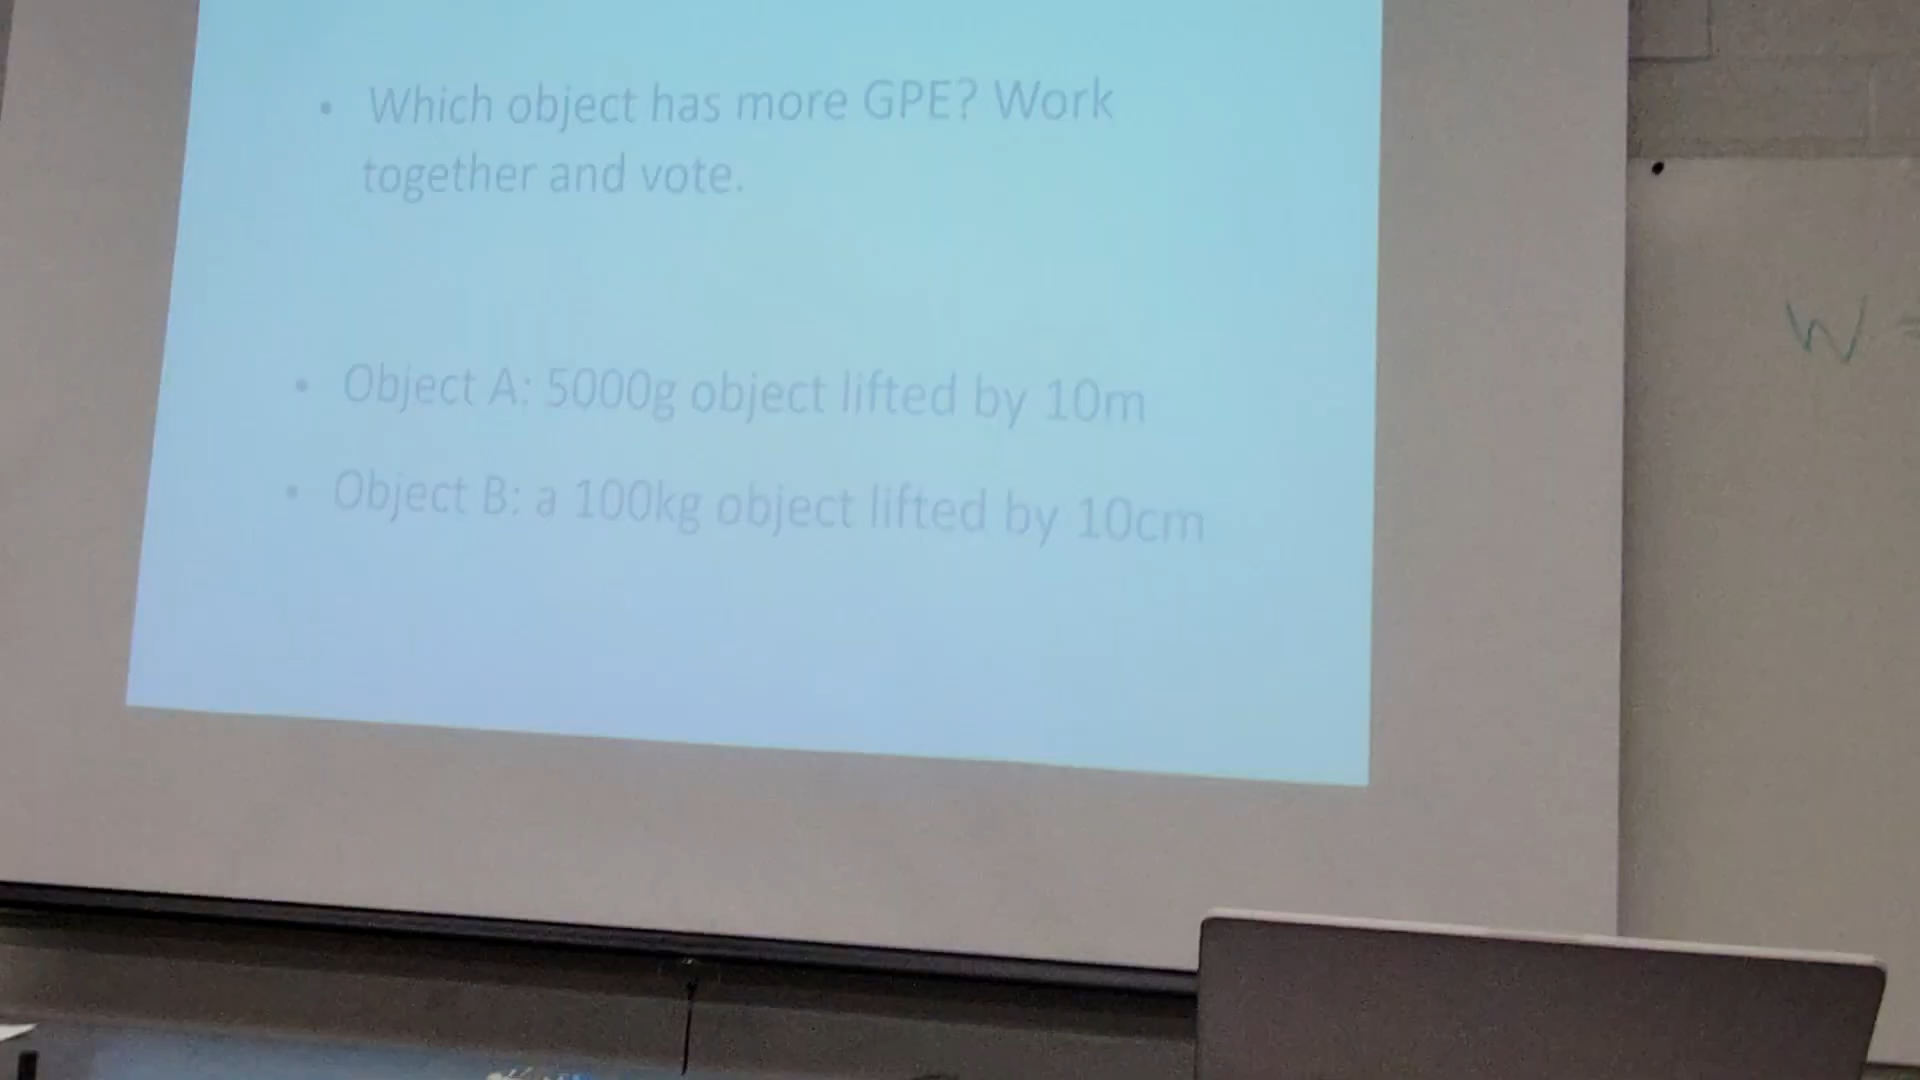 • Which object has more GPE? Work
together and vote.
• Object A: 5000g object lifted by 10m
• Object B: a 100kg object lifted by 10cm
W =